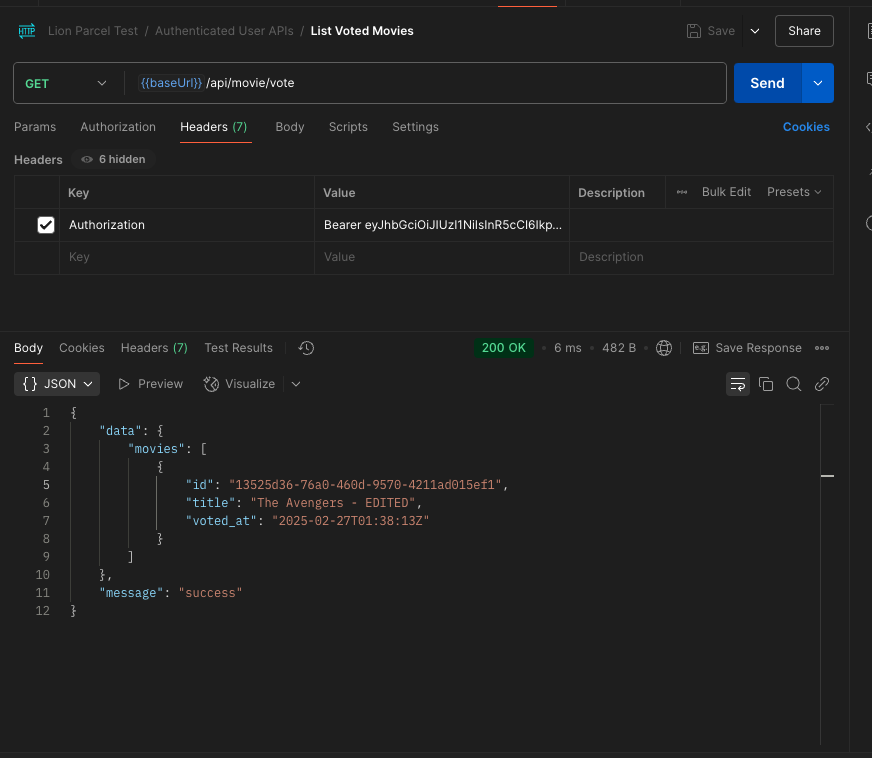 HTTP Lion Parcel Test / Authenticated User APIs / List Voted Movies Save Share
GET {{baseUrl}} /api/movie/vote Send
Params Authorization Headers (7) Body Scripts Settings Cookies
Headers 6 hidden
Key Value Description Bulk Edit Presets
Authorization Bearer eyJhbGciOiJIUzI1NiIsInR5cCI6Ikp...
Key Value Description
Body Cookies Headers (7) Test Results 200 OK 6 ms 482 B e.g. Save Response
{} JSON Preview Visualize
1 {
2 "data": {
3 "movies": [
4 {
5 "id": "13525d36-76a0-460d-9570-4211ad015ef1",
6 "title": "The Avengers - EDITED",
7 "voted_at": "2025-02-27T01:38:13Z"
8 }
9 ]
10 },
11 "message": "success"
12 }